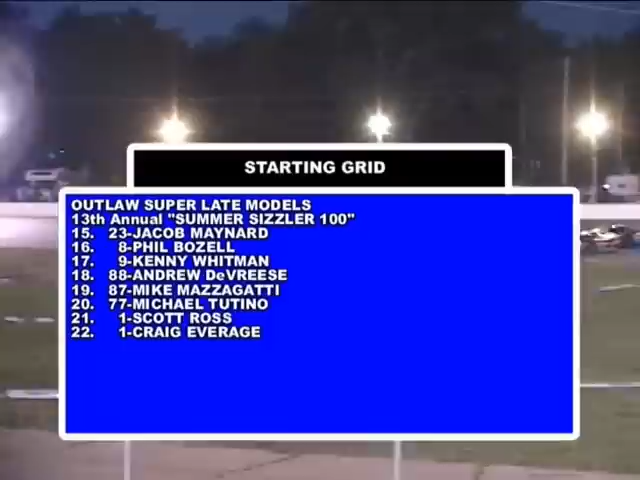 STARTING GRID
OUTLAW SUPER LATE MODELS
13th Annual "SUMMER SIZZLER 100"
15. 23-JACOB MAYNARD
16. 8-PHIL BOZELL
17. 9-KENNY WHITMAN
18. 88-ANDREW DeVREESE
19. 87-MIKE MAZZAGATTI
20. 77-MICHAEL TUTINO
21. 1-SCOTT ROSS
22. 1-CRAIG EVERAGE